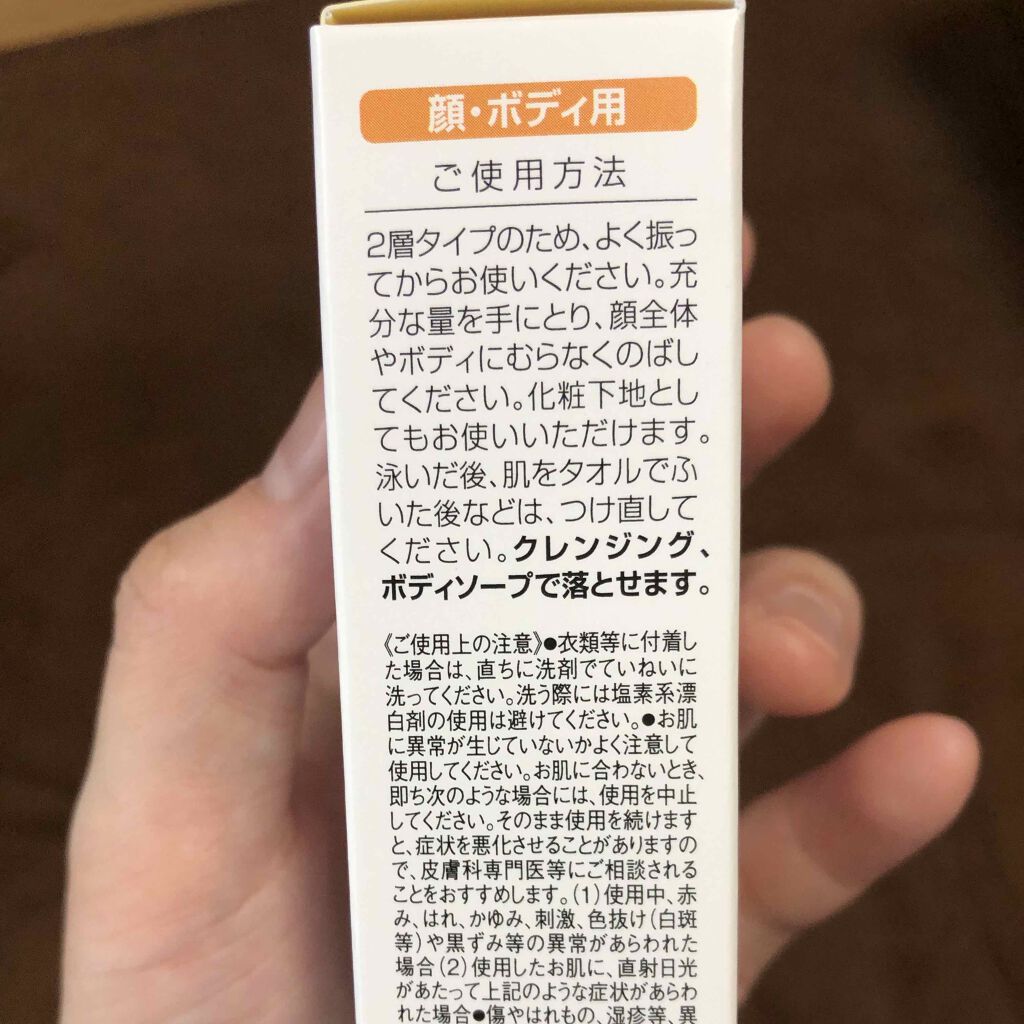 顔・ボディ用
ご使用方法
2層タイプのため、よく振っ
てからお使いください。充
分な量を手にとり、顔全体
やボディにむらなくのばし
てください。化粧下地とし
てもお使いいただけます。
泳いだ後、肌をタオルでふ
いた後などは、つけ直して
ください。クレンジング、
ボディソープで落とせます。
《ご使用上の注意》●衣類等に付着し
た場合は、直ちに洗剤でていねいに
洗ってください。洗う際には塩素系漂
白剤の使用は避けてください。●お肌
に異常が生じていないかよく注意して
使用してください。お肌に合わないとき、
即ち次のような場合には、使用を中止
してください。そのまま使用を続けます
と、症状を悪化させることがありますの
で、皮膚科専門医等にご相談される
ことをおすすめします。(1)使用中、赤
み、はれ、かゆみ、刺激、色抜け(白斑
等)や黒ずみ等の異常があらわれた
場合(2)使用したお肌に、直射日光
があたって上記のような症状があらわ
れた場合●傷やはれもの、湿疹等、異